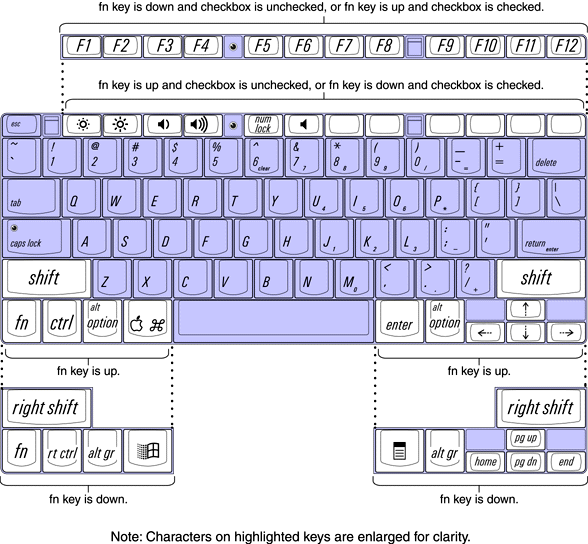 fn key is down and checkbox is unchecked, or fn key is up and checkbox is checked.
F1 F2 F3 F4 F5 F6 F7 F8 F9 F10 F11 F12
fn key is up and checkbox is unchecked, or fn key is down and checkbox is checked.
esc num lock
~ ` ! 1 @ 2 # 3 $ 4 % 5 ^ 6 clear & 7 7 * 8 8 ( 9 9 ) 0 / — - = + = delete
tab Q W E R T Y U 4 I 5 O 6 P * { [ } ] | \
caps lock A S D F G H J 1 K 2 L 3 : ; - " ' return enter
shift Z X C V B N M 0 < , > . . ? / + shift
fn ctrl alt option ⌘ enter alt option ↑
← ↓ →
fn key is up. fn key is up.
right shift right shift
fn rt ctrl alt gr alt gr pg up
home pg dn end
fn key is down. fn key is down.
Note: Characters on highlighted keys are enlarged for clarity.